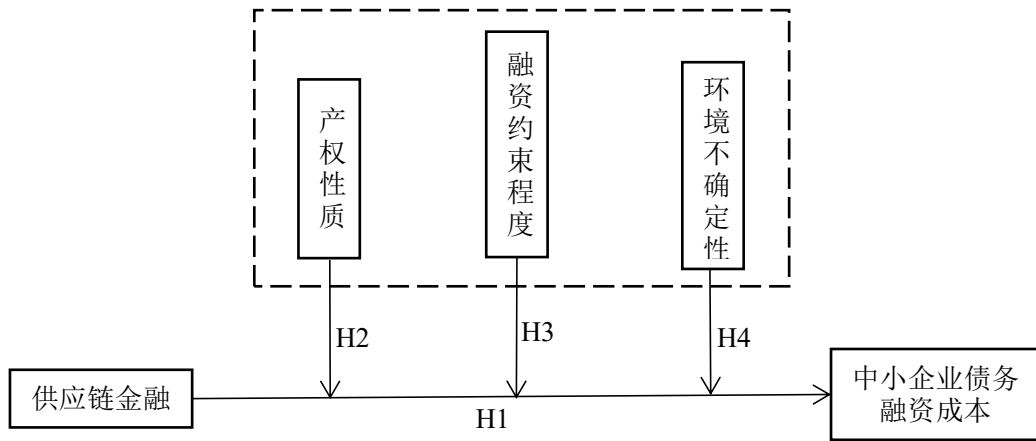 产权性质
融资约束程度
环境不确定性
H2
H3
H4
供应链金融
H1
中小企业债务
融资成本